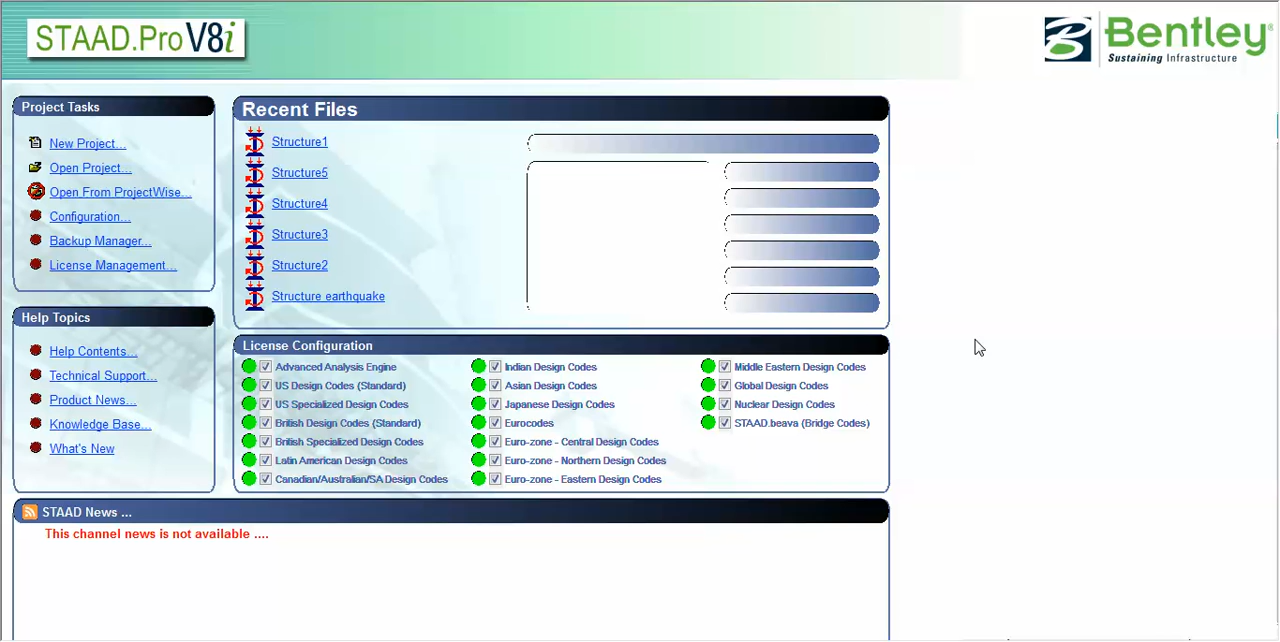 STAAD.Pro V8i
Bentley®
Sustaining Infrastructure
Project Tasks
New Project...
Open Project...
Open From ProjectWise...
Configuration...
Backup Manager...
License Management...
Help Topics
Help Contents...
Technical Support...
Product News...
Knowledge Base...
What's New
Recent Files
Structure1
Structure5
Structure4
Structure3
Structure2
Structure earthquake
License Configuration
Advanced Analysis Engine
US Design Codes (Standard)
US Specialized Design Codes
British Design Codes (Standard)
British Specialized Design Codes
Latin American Design Codes
Canadian/Australian/SA Design Codes
Indian Design Codes
Asian Design Codes
Japanese Design Codes
Eurocodes
Euro-zone - Central Design Codes
Euro-zone - Northern Design Codes
Euro-zone - Eastern Design Codes
Middle Eastern Design Codes
Global Design Codes
Nuclear Design Codes
STAAD.beava (Bridge Codes)
STAAD News ...
This channel news is not available ....